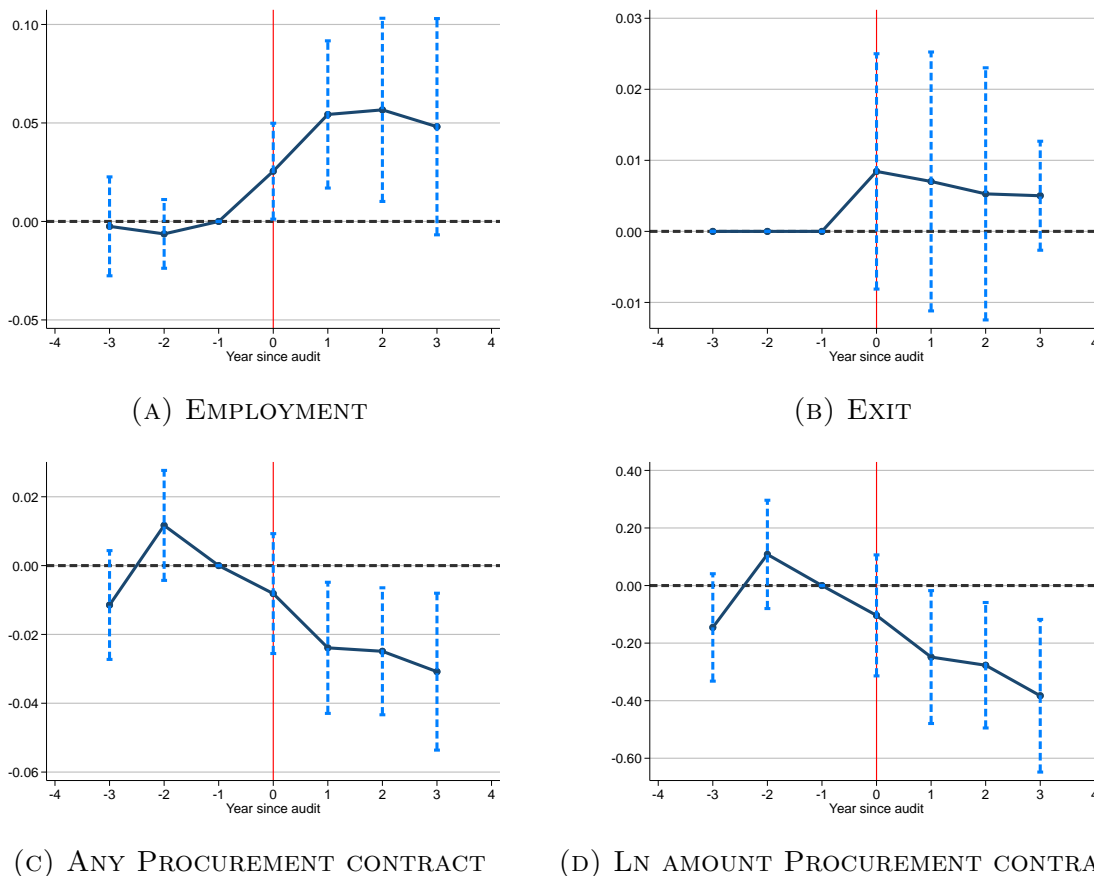 0.10
0.05
0.00
-0.05
-4 -3 -2 -1 0 1 2 3 4
Year since audit
(A) EMPLOYMENT
0.03
0.02
0.01
0.00
-0.01
-4 -3 -2 -1 0 1 2 3 4
Year since audit
(B) EXIT
0.02
0.00
-0.02
-0.04
-0.06
-4 -3 -2 -1 0 1 2 3 4
Year since audit
(C) ANY PROCUREMENT CONTRACT
0.40
0.20
0.00
-0.20
-0.40
-0.60
-4 -3 -2 -1 0 1 2 3 4
Year since audit
(D) LN AMOUNT PROCUREMENT CONTRA